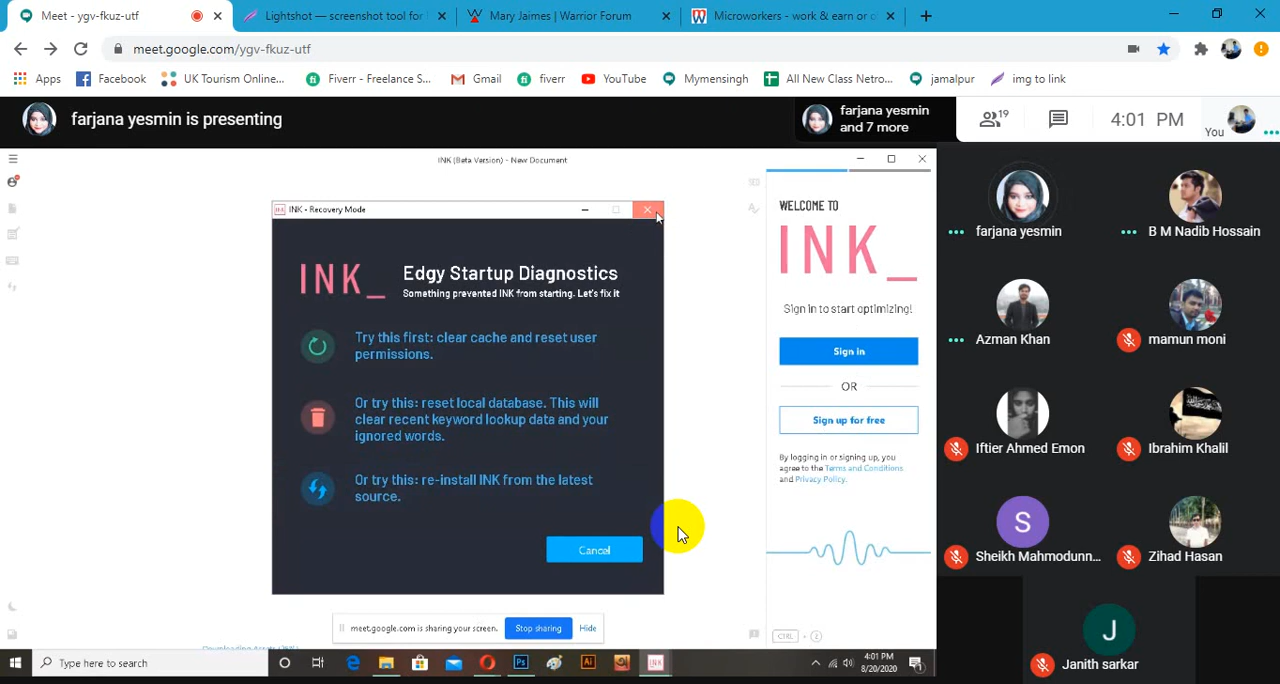 Meet - ygv-fkuz-utf
Lightshot — screenshot tool for
Mary Jaimes | Warrior Forum
Microworkers - work & earn or
meet.google.com/ygv-fkuz-utf
Apps
Facebook
UK Tourism Online...
Fiverr - Freelance S...
Gmail
fiverr
YouTube
Mymensingh
All New Class Netro...
jamalpur
img to link
farjana yesmin is presenting
farjana yesmin
and 7 more
19
4:01 PM
You
INK (Beta Version) - New Document
INK - Recovery Mode
INK_
Edgy Startup Diagnostics
Something prevented INK from starting. Let's fix it
Try this first: clear cache and reset user
permissions.
Or try this: reset local database. This will
clear recent keyword lookup data and your
ignored words.
Or try this: re-install INK from the latest
source.
Cancel
WELCOME TO
INK_
Sign in to start optimizing!
Sign in
OR
Sign up for free
By logging in or signing up, you
agree to the Terms and Conditions
and Privacy Policy.
CTRL +
meet.google.com is sharing your screen.
Stop sharing
Hide
Type here to search
4:01 PM
8/20/2020
farjana yesmin
B M Nadib Hossain
Azman Khan
mamun moni
Iftier Ahmed Emon
Ibrahim Khalil
S
Sheikh Mahmodunn...
Zihad Hasan
J
Janith sarkar